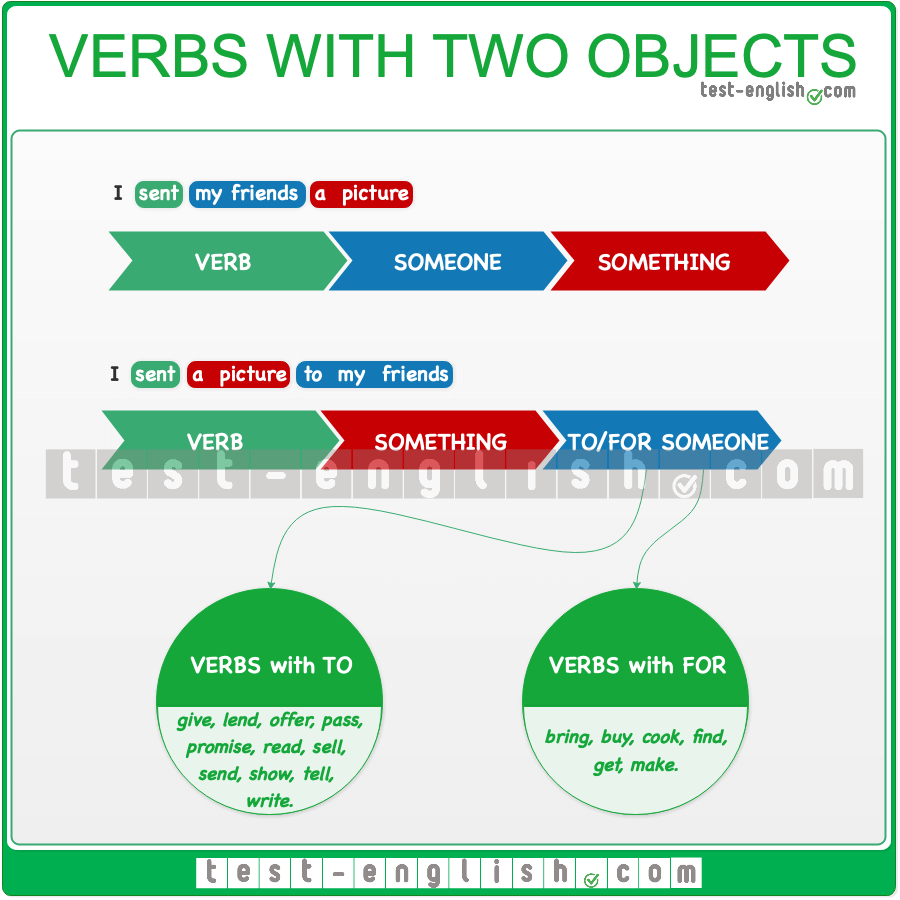 VERBS WITH TWO OBJECTS
test-english.com
I sent my friends a picture
VERB SOMEONE SOMETHING
I sent a picture to my friends
VERB SOMETHING TO/FOR SOMEONE
test-english.com
VERBS with TO
give, lend, offer, pass,
promise, read, sell,
send, show, tell,
write.
VERBS with FOR
bring, buy, cook, find,
get, make.
test-english.com